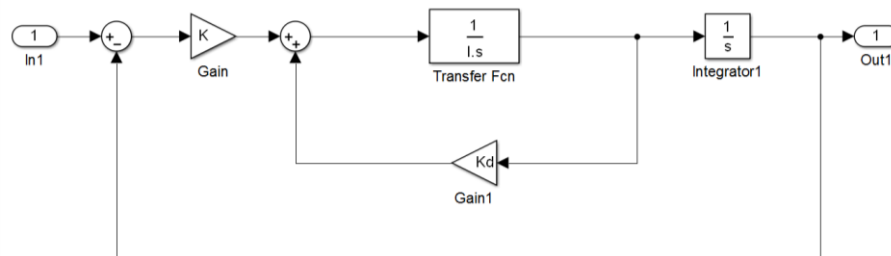 1
In1
+
−
K
Gain
+
+
1
I.s
Transfer Fcn
1
s
Integrator1
1
Out1
Kd
Gain1